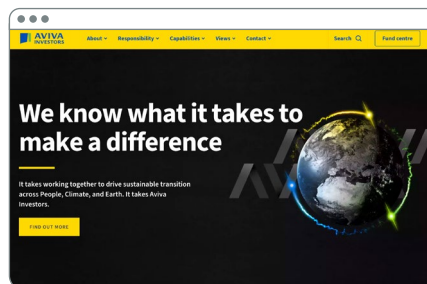 AVIVA
INVESTORS
About
Responsibility
Capabilities
Views
Contact
Search
Fund centre
We know what it takes to
make a difference
It takes working together to drive sustainable transition
across People, Climate, and Earth. It takes Aviva
Investors.
FIND OUT MORE